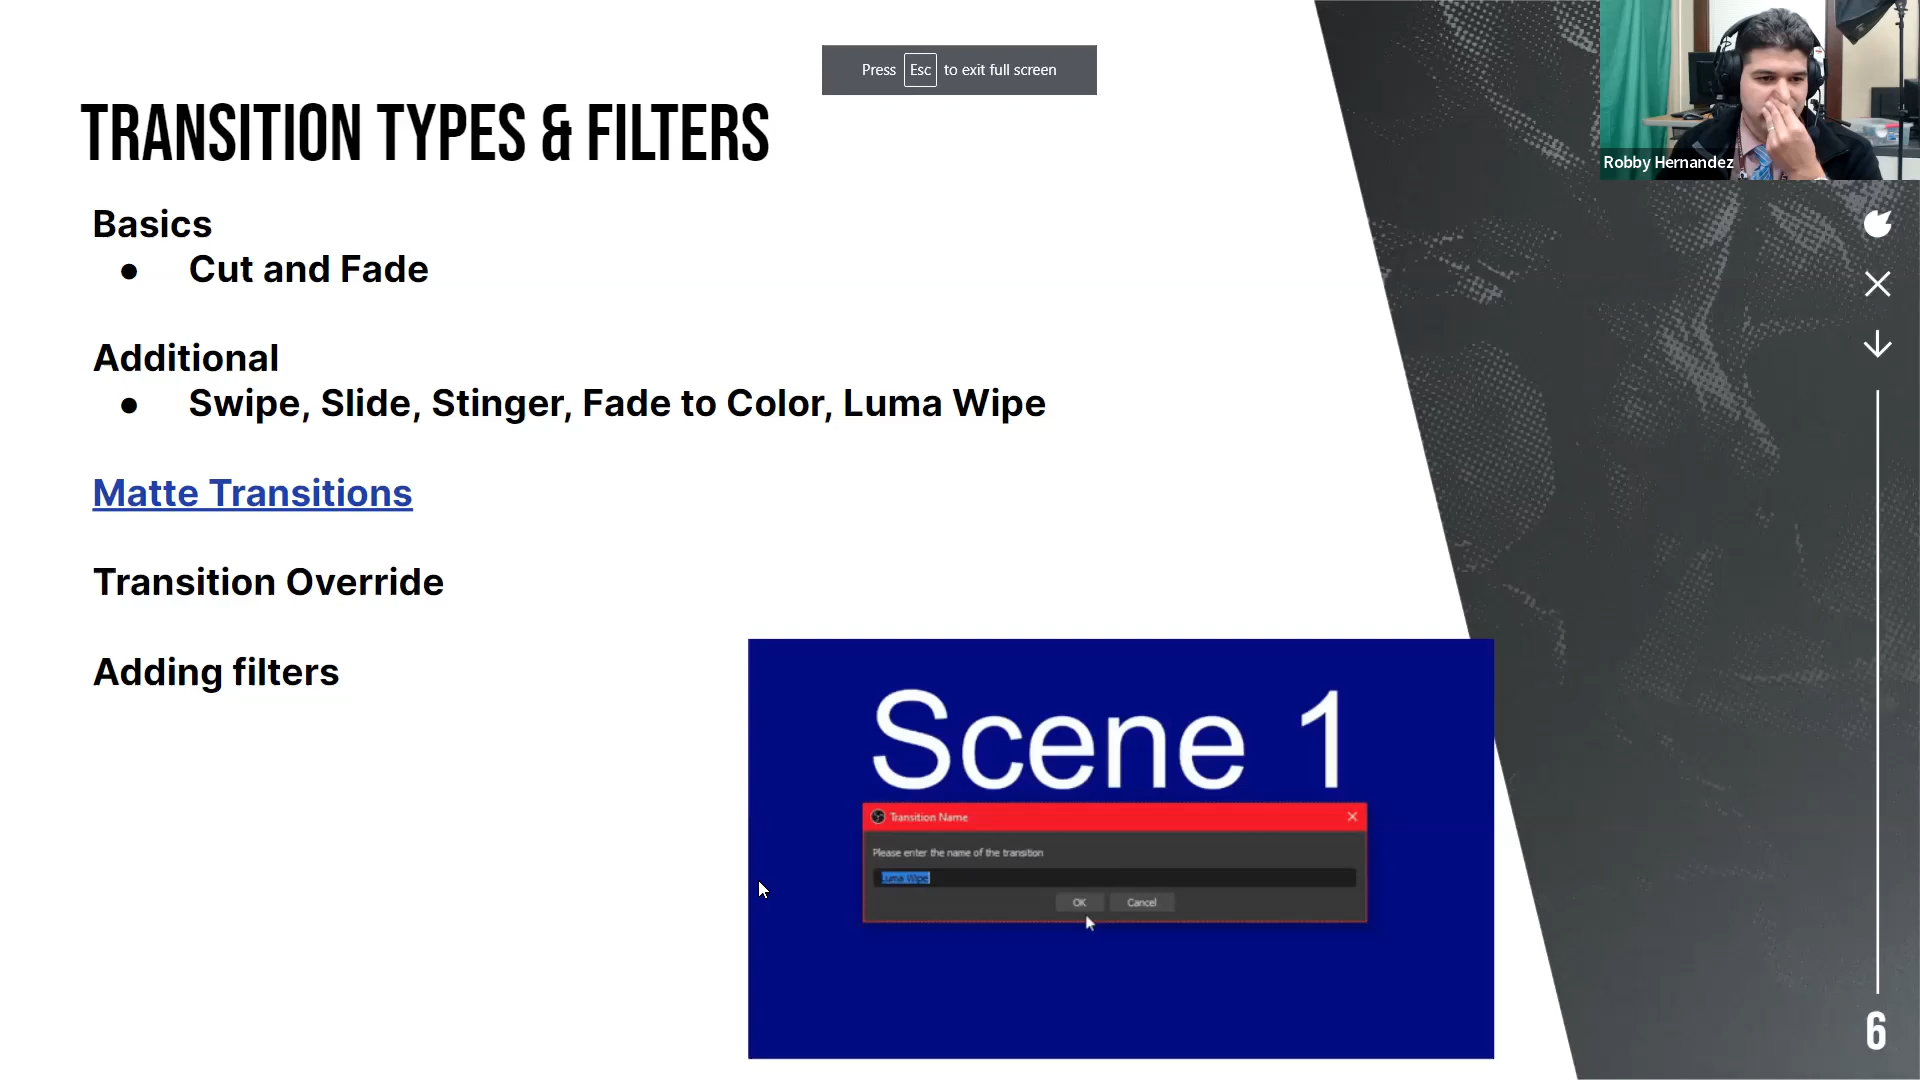 Press Esc to exit full screen
TRANSITION TYPES & FILTERS
Robby Hernandez
Basics
● Cut and Fade
Additional
● Swipe, Slide, Stinger, Fade to Color, Luma Wipe
Matte Transitions
Transition Override
Adding filters
Scene 1
Transition Name
Please enter the name of the transition
Luma Wipe
OK Cancel
6